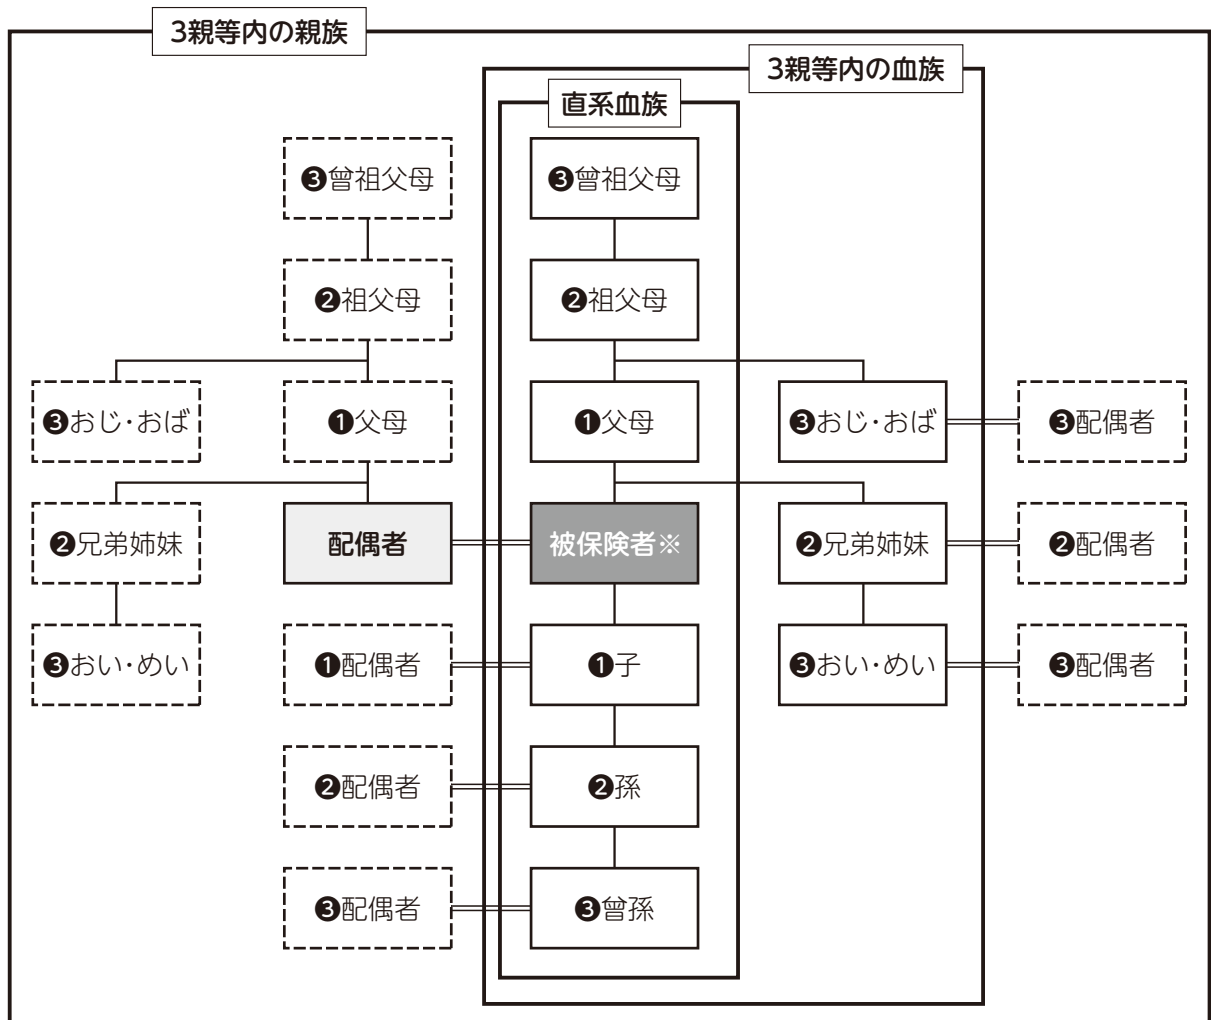 3親等内の親族
3親等内の血族
直系血族
❸曾祖父母
❸曾祖父母
❷祖父母
❷祖父母
❸おじ・おば
❶父母
❶父母
❸おじ・おば
❸配偶者
❷兄弟姉妹
配偶者
被保険者※
❷兄弟姉妹
❷配偶者
❸おい・めい
❶配偶者
❶子
❸おい・めい
❸配偶者
❷配偶者
❷孫
❸配偶者
❸曾孫